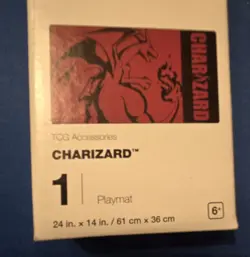 CHARIZARD
TCG Accessories
CHARIZARD™
1
Playmat
24 in. x 14 in. / 61 cm x 36 cm
6+